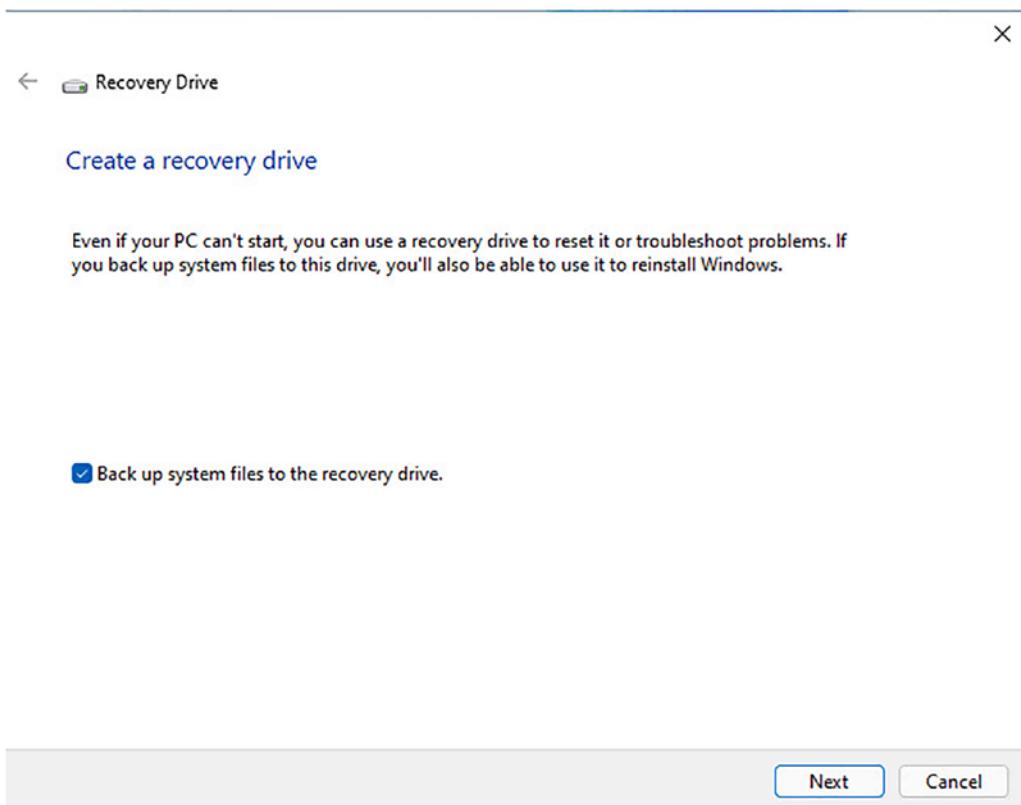 Recovery Drive
Create a recovery drive
Even if your PC can't start, you can use a recovery drive to reset it or troubleshoot problems. If
you back up system files to this drive, you'll also be able to use it to reinstall Windows.
Back up system files to the recovery drive.
Next Cancel